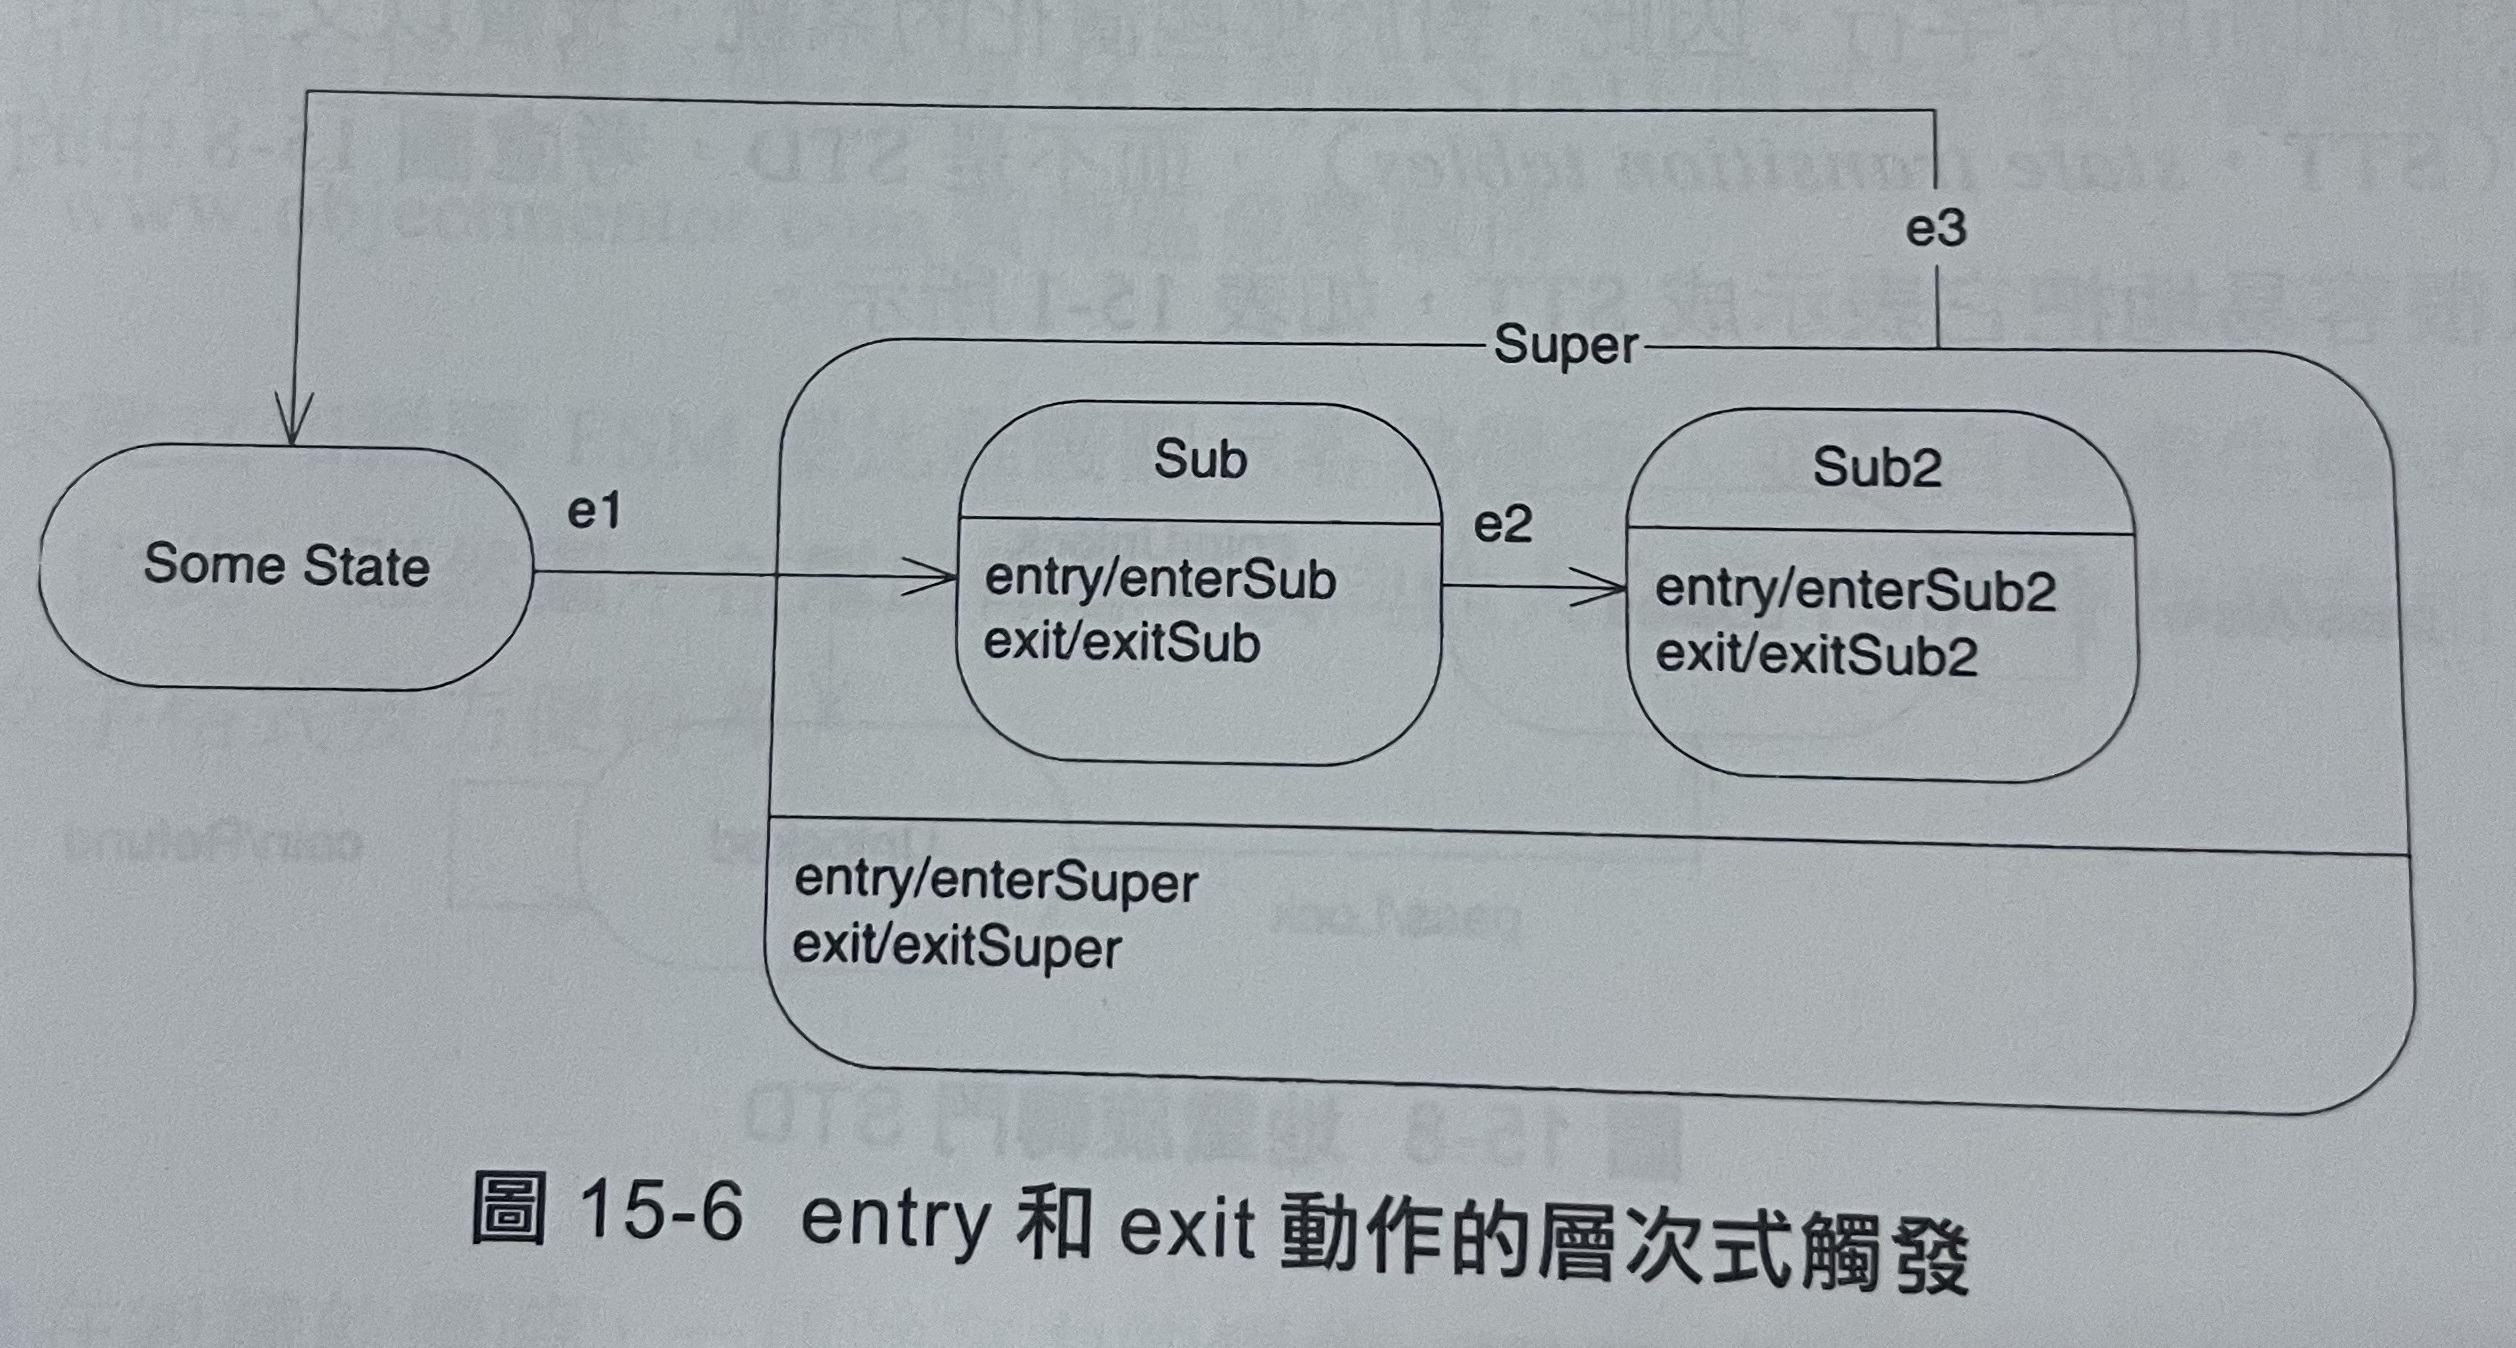 e3
Super
Sub
Sub2
e1
e2
Some State
entry/enterSub
exit/exitSub
entry/enterSub2
exit/exitSub2
entry/enterSuper
exit/exitSuper
圖 15-6 entry 和 exit 動作的層次式觸發